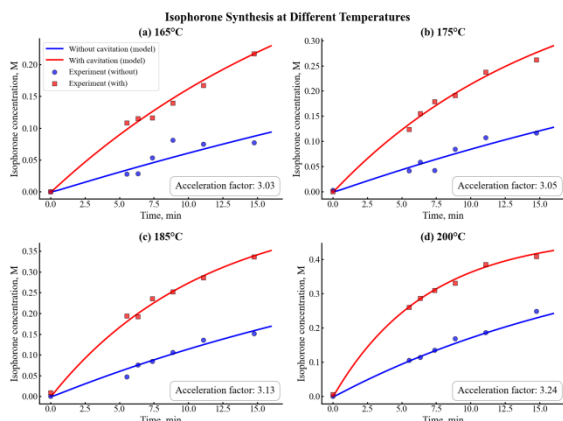 Isophorone Synthesis at Different Temperatures
(a) 165°C
Isophorone concentration, M
0.20
0.15
0.10
0.05
0.00
Without cavitation (model)
With cavitation (model)
Experiment (without)
Experiment (with)
Acceleration factor: 3.03
0.0 2.5 5.0 7.5 10.0 12.5 15.0
Time, min
(b) 175°C
Isophorone concentration, M
0.30
0.25
0.20
0.15
0.10
0.05
0.00
Acceleration factor: 3.05
0.0 2.5 5.0 7.5 10.0 12.5 15.0
Time, min
(c) 185°C
Isophorone concentration, M
0.35
0.30
0.25
0.20
0.15
0.10
0.05
0.00
Acceleration factor: 3.13
0.0 2.5 5.0 7.5 10.0 12.5 15.0
Time, min
(d) 200°C
Isophorone concentration, M
0.4
0.3
0.2
0.1
0.0
Acceleration factor: 3.24
0.0 2.5 5.0 7.5 10.0 12.5 15.0
Time, min